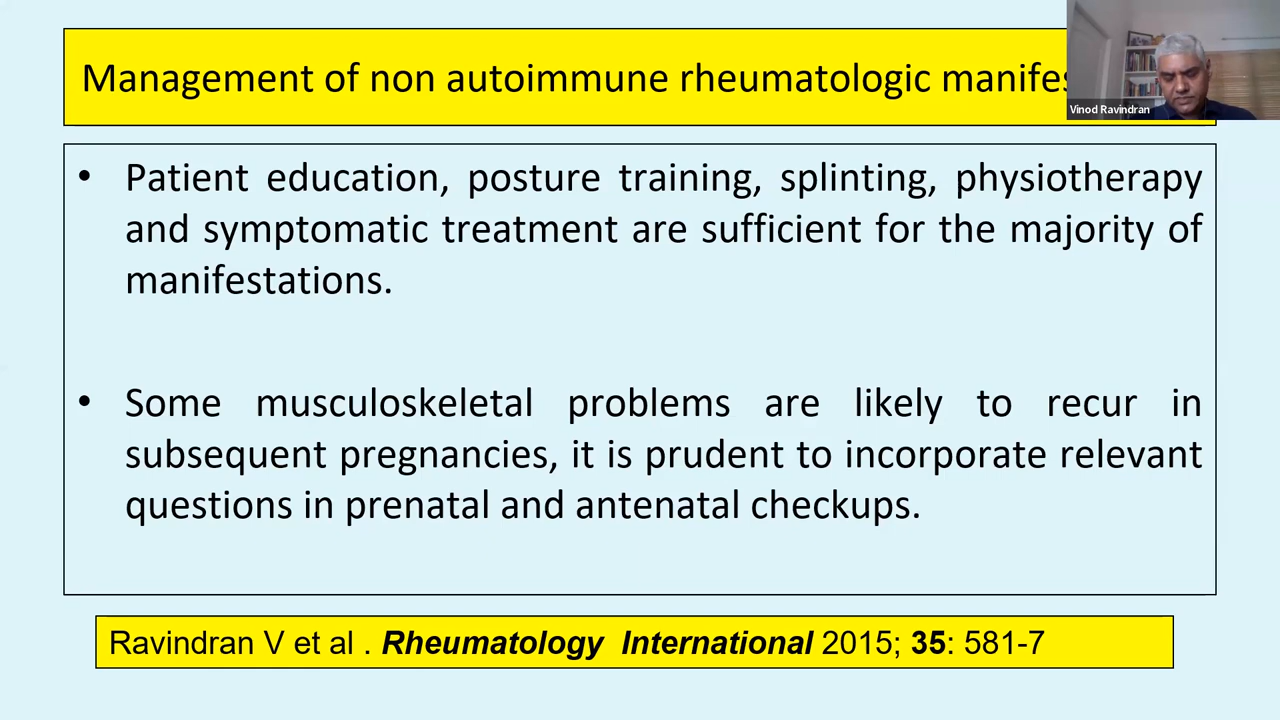 Management of non autoimmune rheumatologic manifes
Vinod Ravindran
• Patient education, posture training, splinting, physiotherapy
and symptomatic treatment are sufficient for the majority of
manifestations.
• Some musculoskeletal problems are likely to recur in
subsequent pregnancies, it is prudent to incorporate relevant
questions in prenatal and antenatal checkups.
Ravindran V et al . Rheumatology International 2015; 35: 581-7